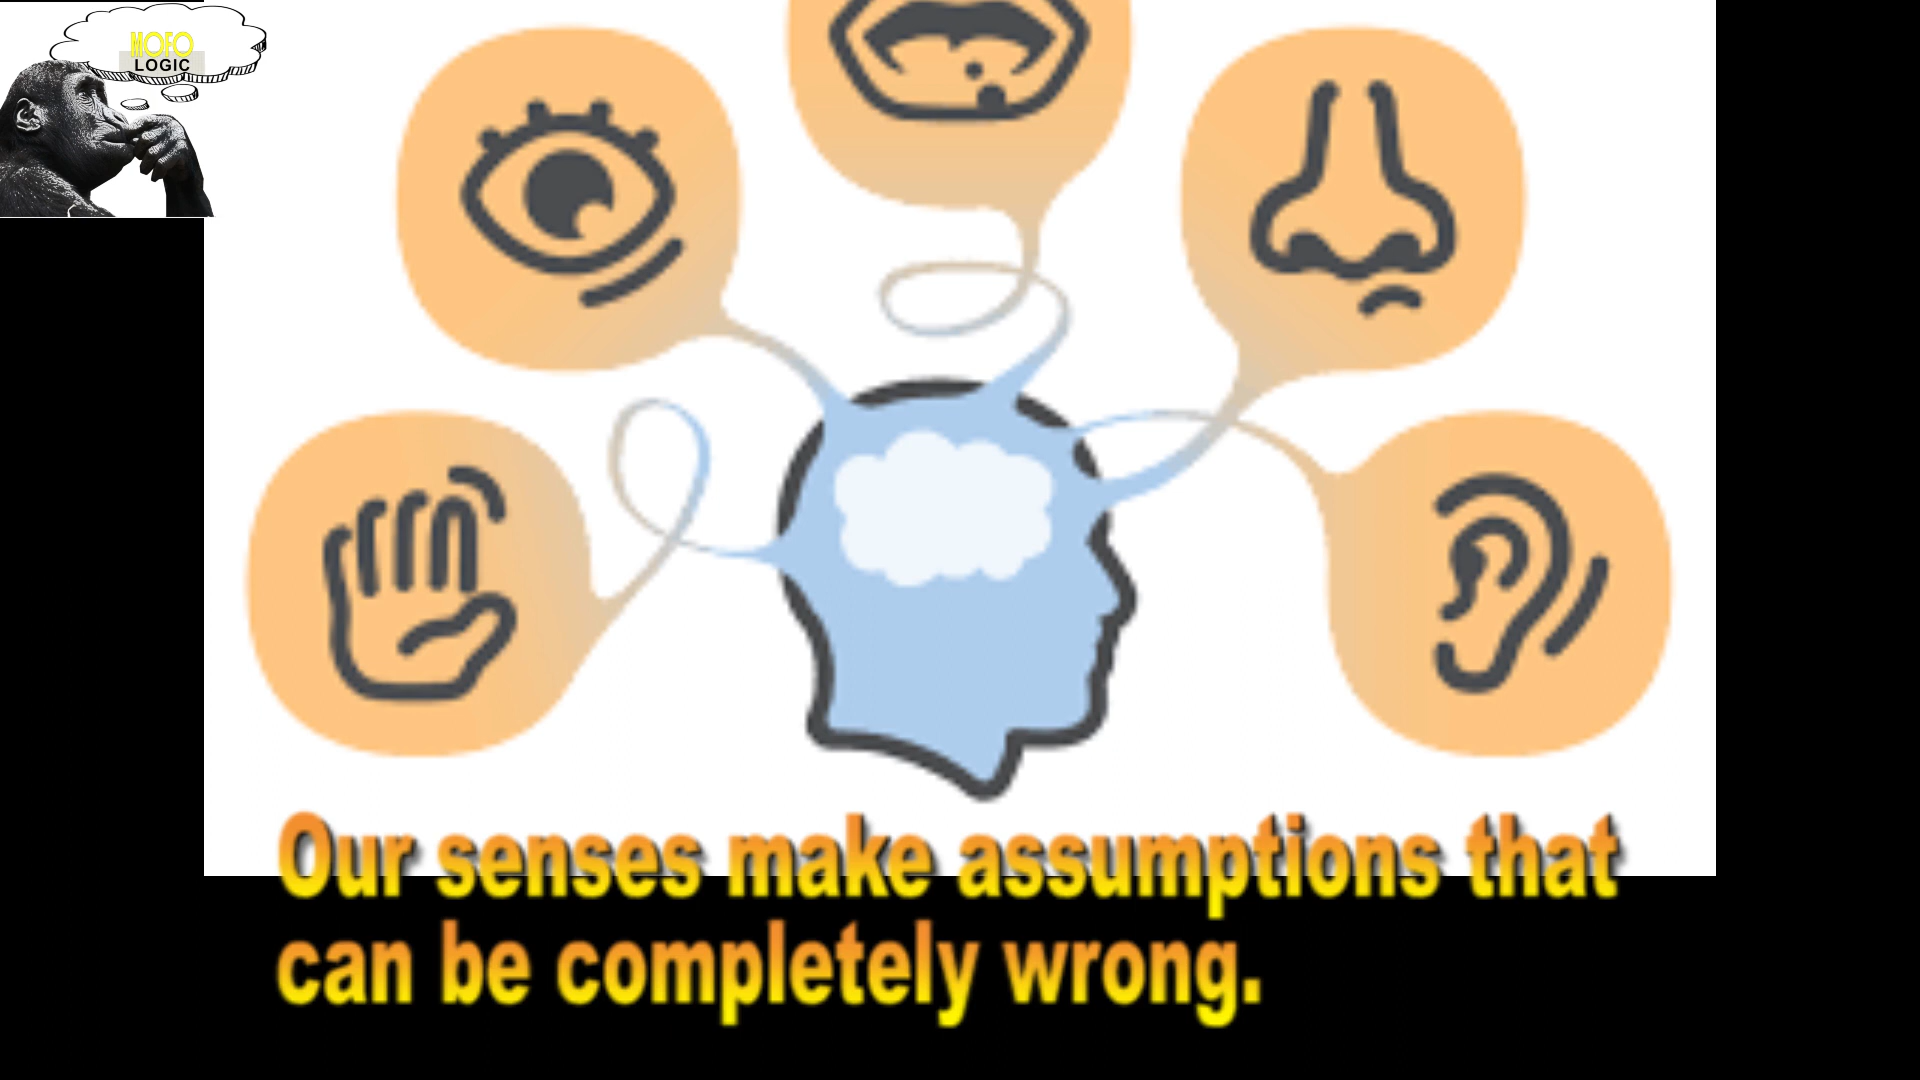 MOFO
LOGIC
Our senses make assumptions that
can be completely wrong.